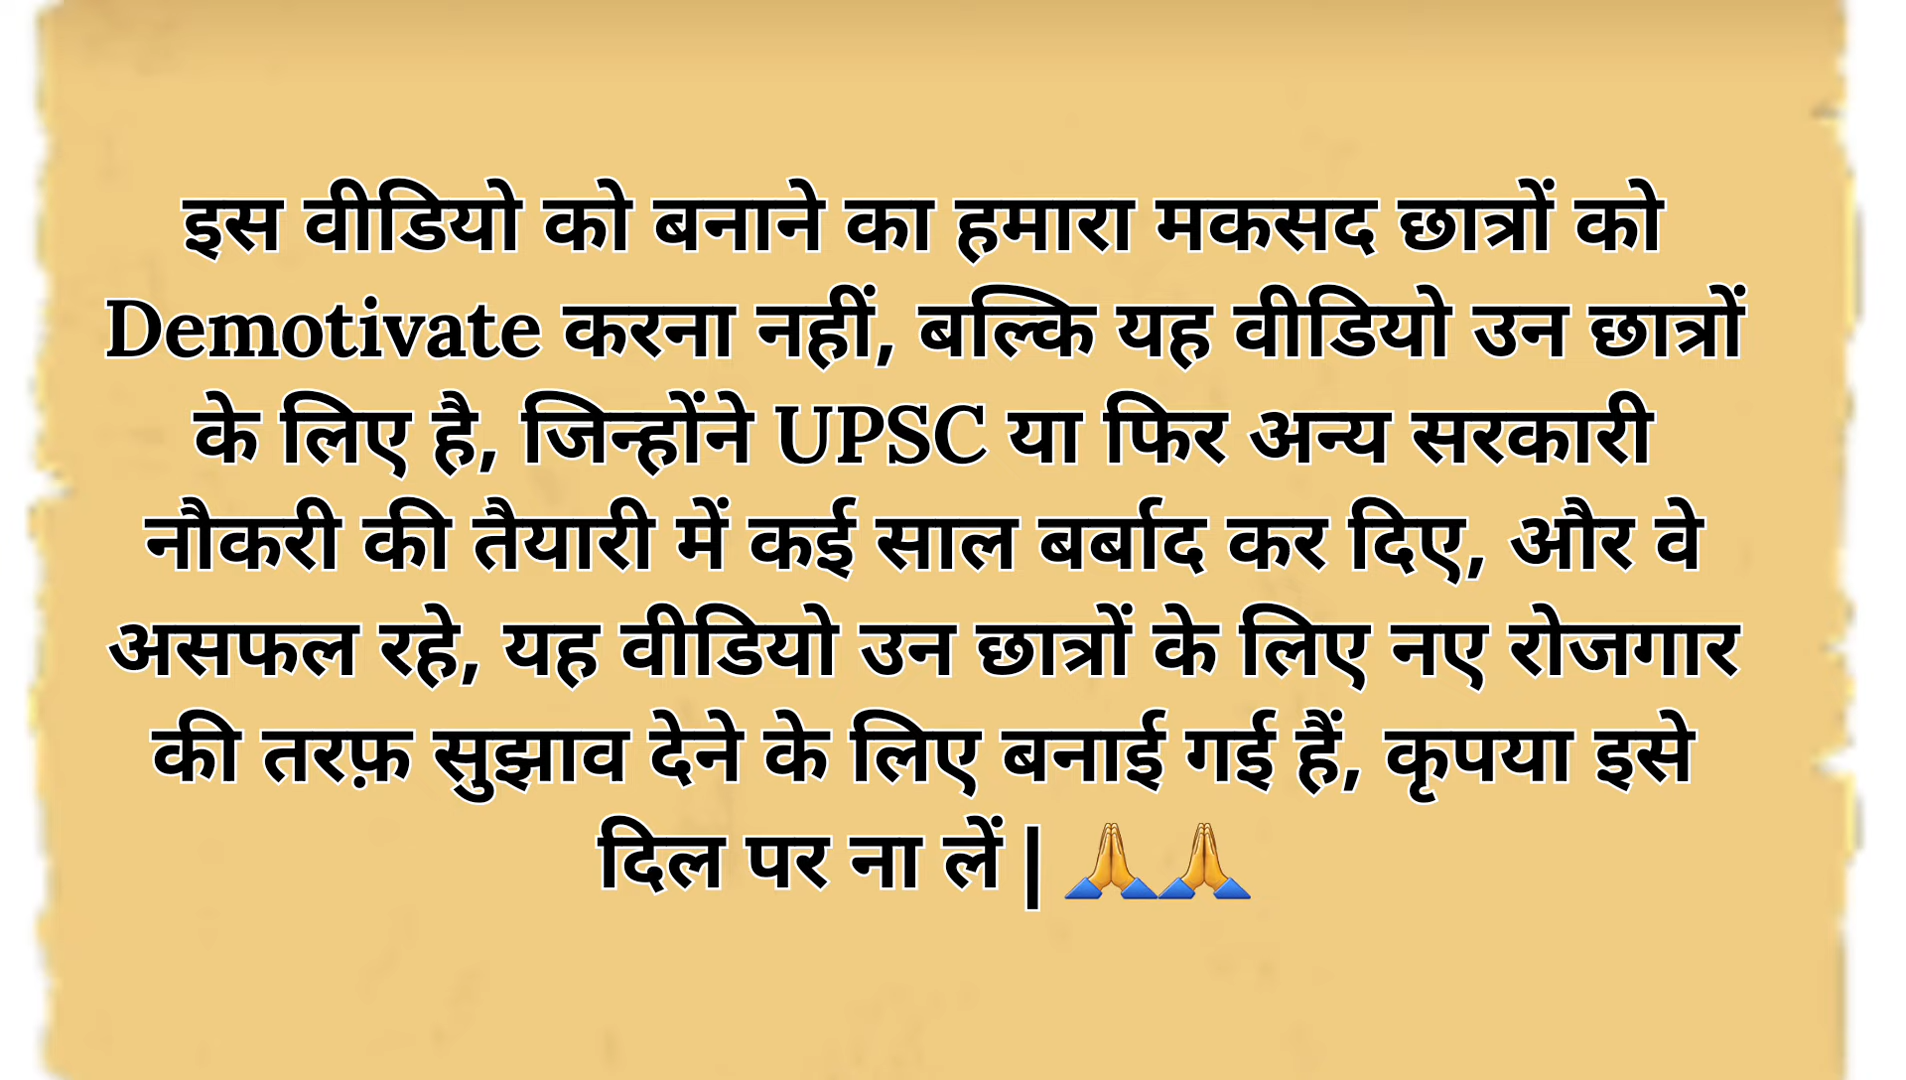 इस वीडियो को बनाने का हमारा मकसद छात्रों को
Demotivate करना नहीं, बल्कि यह वीडियो उन छात्रों
के लिए है, जिन्होंने UPSC या फिर अन्य सरकारी
नौकरी की तैयारी में कई साल बर्बाद कर दिए, और वे
असफल रहे, यह वीडियो उन छात्रों के लिए नए रोजगार
की तरफ़ सुझाव देने के लिए बनाई गई हैं, कृपया इसे
दिल पर ना लें | 🙏🙏